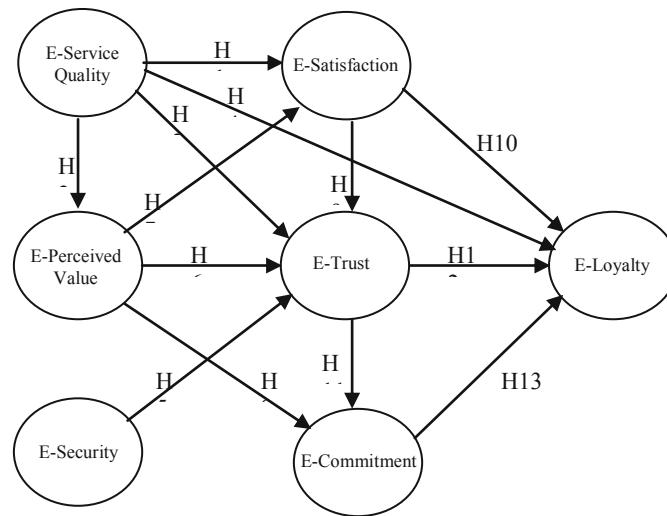 H
E-Service
Quality
E-Satisfaction
H
H
H10
H
H
E-Perceived
Value
H
E-Trust
H1
E-Loyalty
H
H
H
H
H13
E-Security
E-Commitment